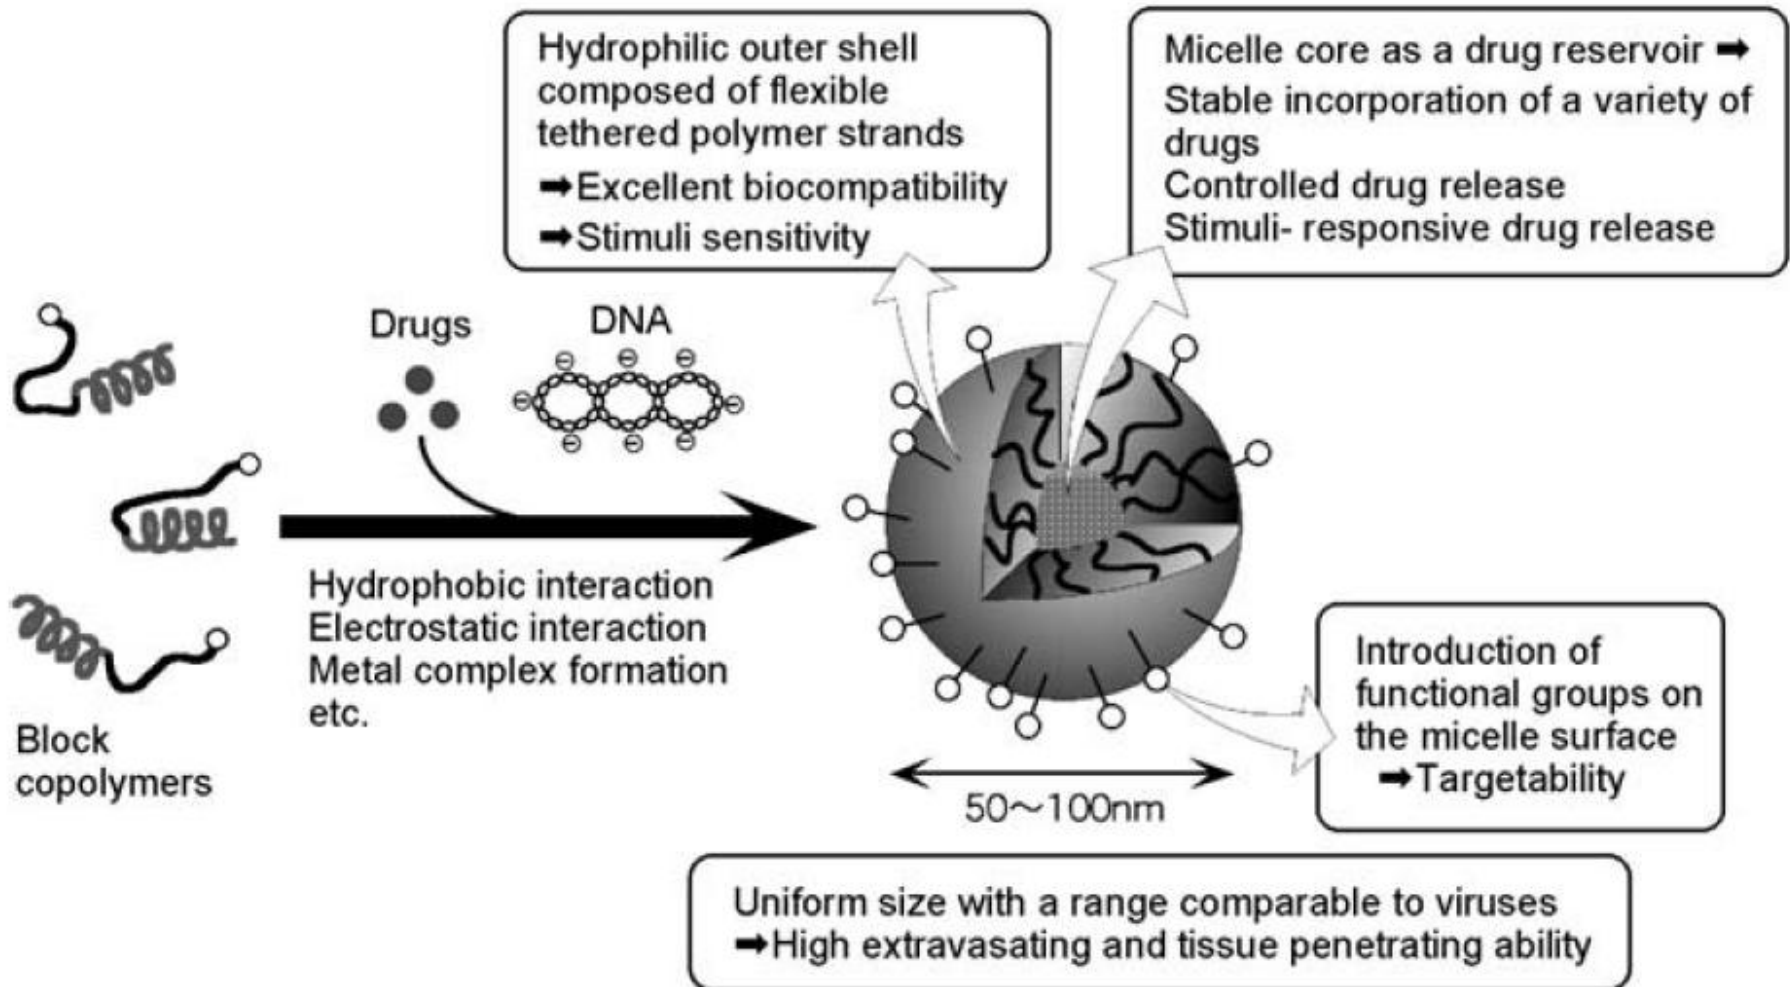 Hydrophilic outer shell
composed of flexible
tethered polymer strands
➡Excellent biocompatibility
➡Stimuli sensitivity
Micelle core as a drug reservoir ➡
Stable incorporation of a variety of
drugs
Controlled drug release
Stimuli- responsive drug release
Drugs
DNA
Hydrophobic interaction
Electrostatic interaction
Metal complex formation
etc.
Block
copolymers
Introduction of
functional groups on
the micelle surface
➡Targetability
50~100nm
Uniform size with a range comparable to viruses
➡High extravasating and tissue penetrating ability